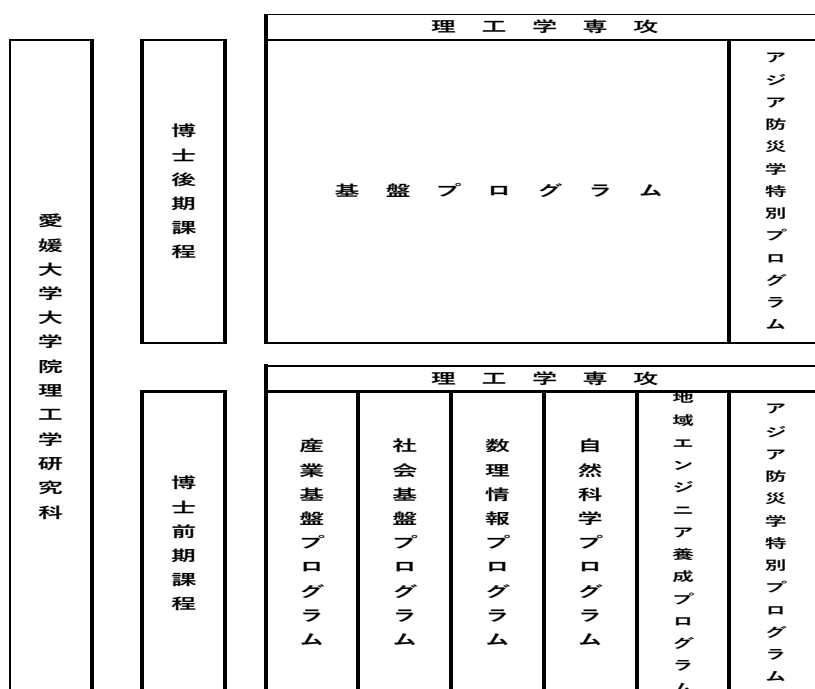 愛媛大学大学院理工学研究科
博士後期課程
理工学専攻
基盤プログラム
アジア防災学特別プログラム
博士前期課程
理工学専攻
産業基盤プログラム
社会基盤プログラム
数理情報プログラム
自然科学プログラム
地域エンジニア養成プログラム
アジア防災学特別プログラム